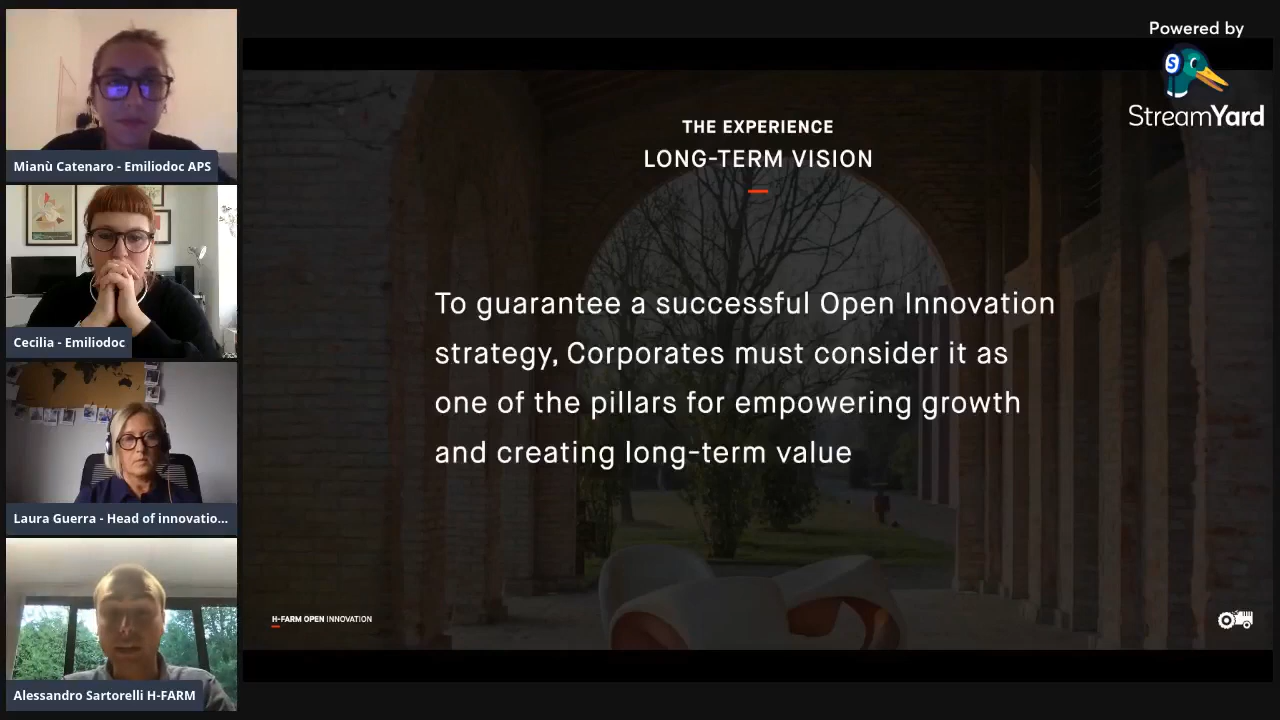 Powered by
StreamYard
Mianù Catenaro - Emiliodoc APS
Cecilia - Emiliodoc
Laura Guerra - Head of innovatio...
Alessandro Sartorelli H-FARM
THE EXPERIENCE
LONG-TERM VISION
To guarantee a successful Open Innovation
strategy, Corporates must consider it as
one of the pillars for empowering growth
and creating long-term value
H-FARM OPEN INNOVATION